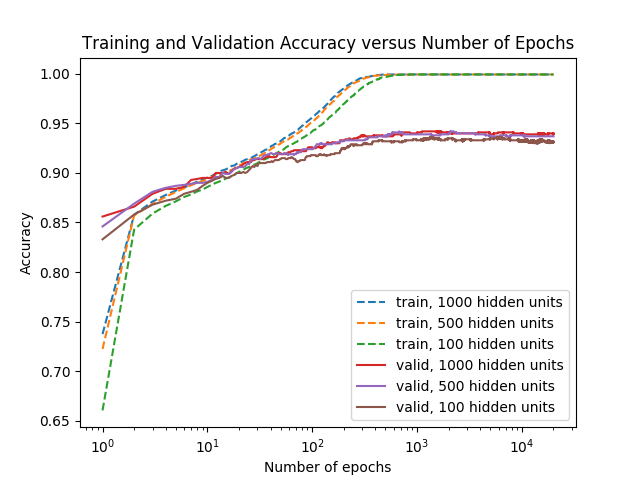 Training and Validation Accuracy versus Number of Epochs
1.00
0.95
0.90
0.85
0.80
0.75
0.70
0.65
Accuracy
train, 1000 hidden units
train, 500 hidden units
train, 100 hidden units
valid, 1000 hidden units
valid, 500 hidden units
valid, 100 hidden units
10⁰ 10¹ 10² 10³ 10⁴
Number of epochs